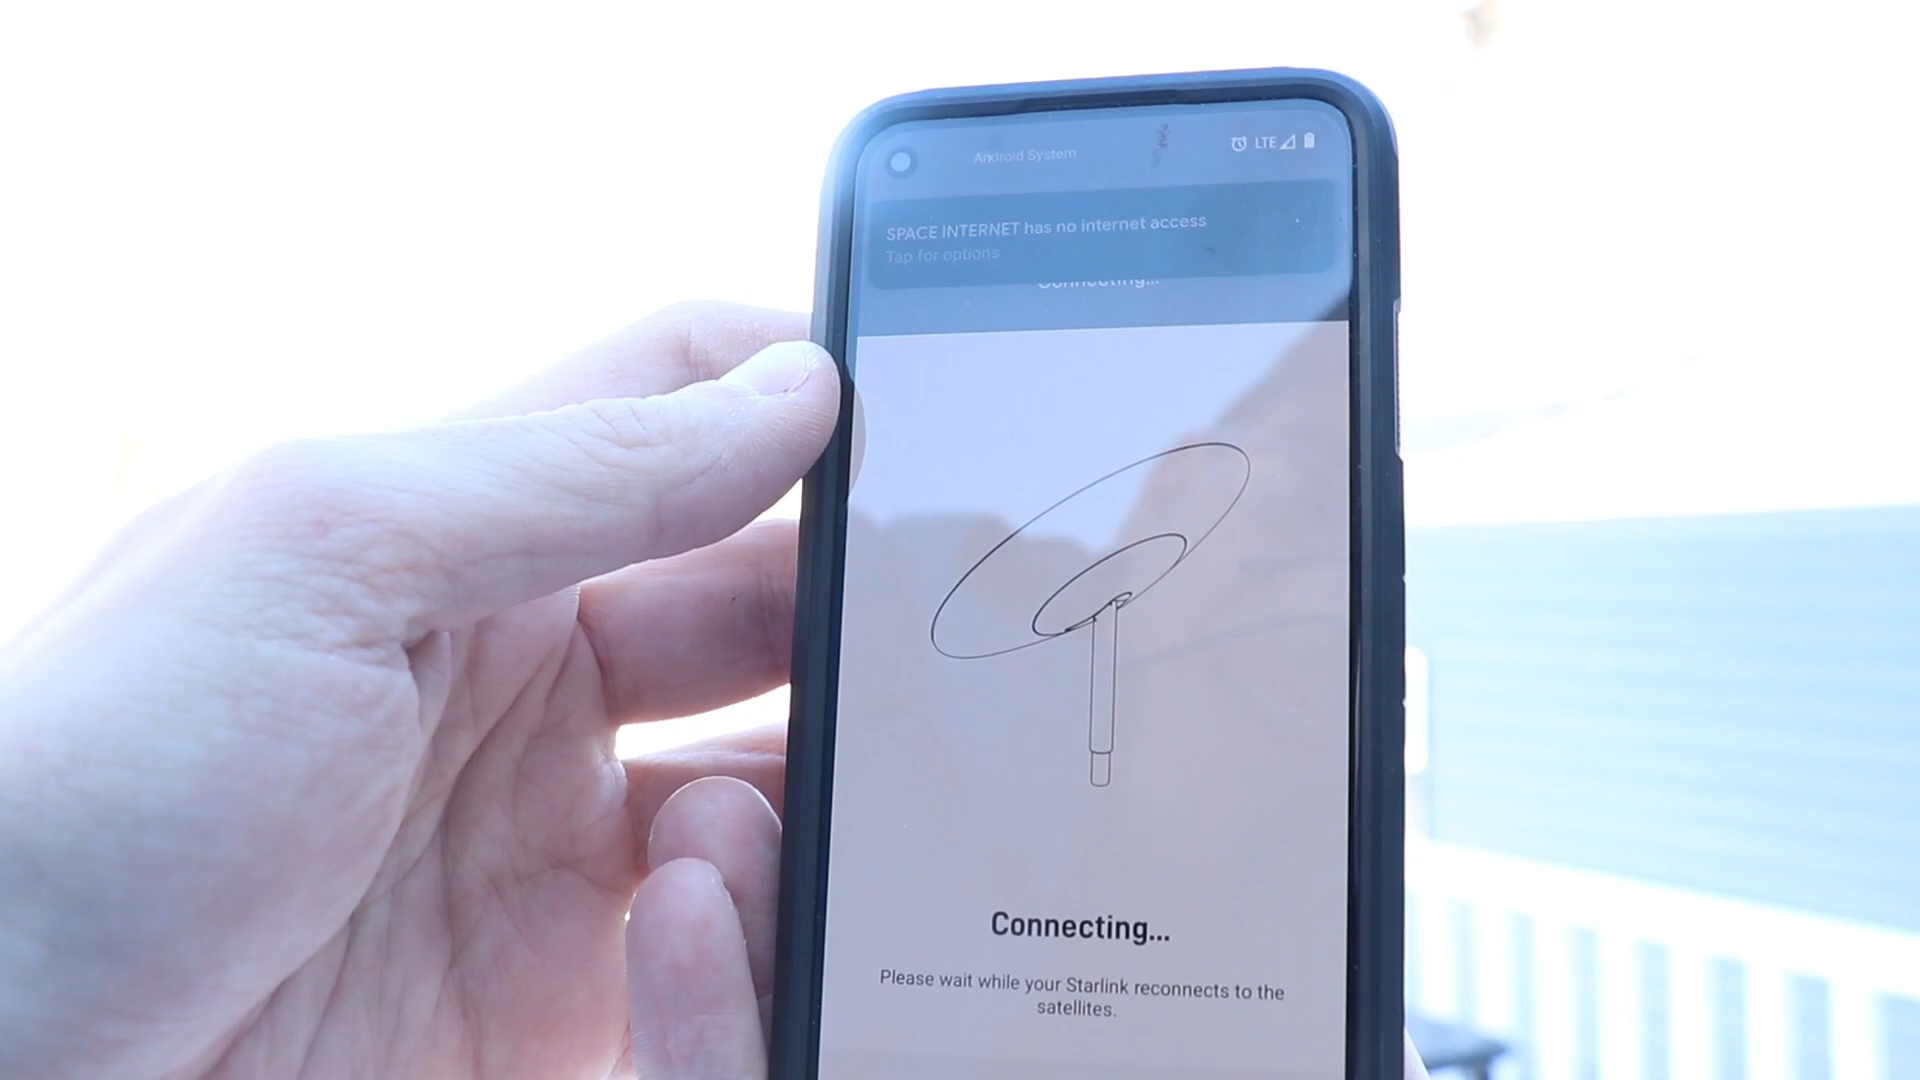 Android System
LTE
SPACE INTERNET has no internet access
Tap for options
Connecting...
Connecting...
Please wait while your Starlink reconnects to the
satellites.